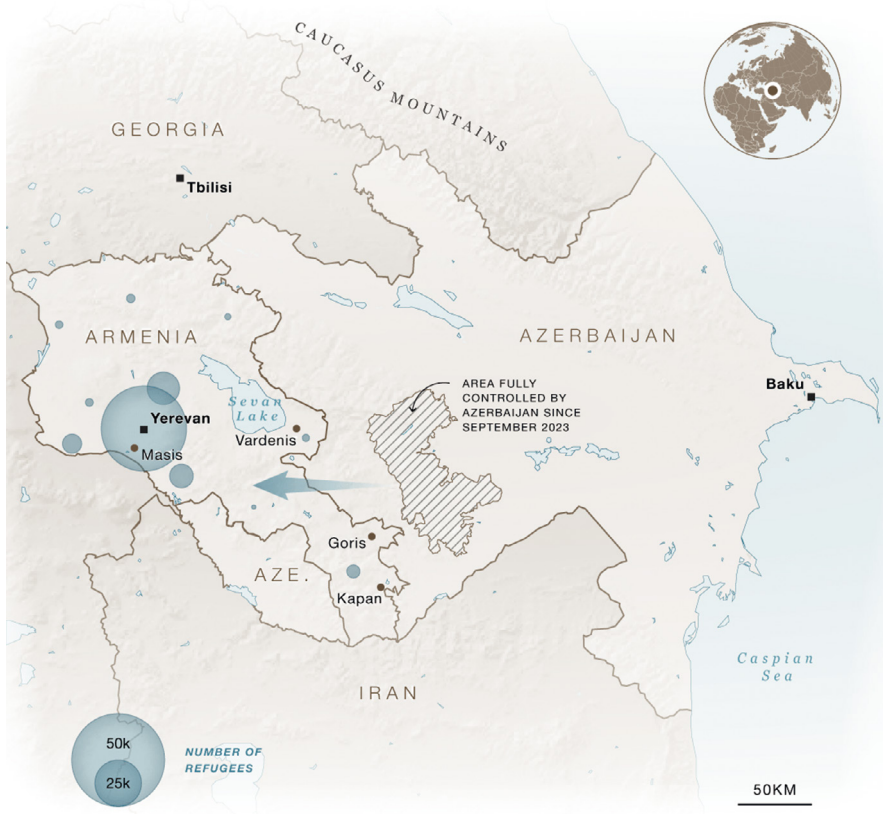 CAUCASUS MOUNTAINS
GEORGIA
Tbilisi
ARMENIA
AZERBAIJAN
AREA FULLY
CONTROLLED BY
AZERBAIJAN SINCE
SEPTEMBER 2023
Baku
Sevan
Lake
Yerevan
Vardenis
Masis
Goris
AZE.
Kapan
Caspian
Sea
IRAN
50k
25k
NUMBER OF
REFUGEES
50KM